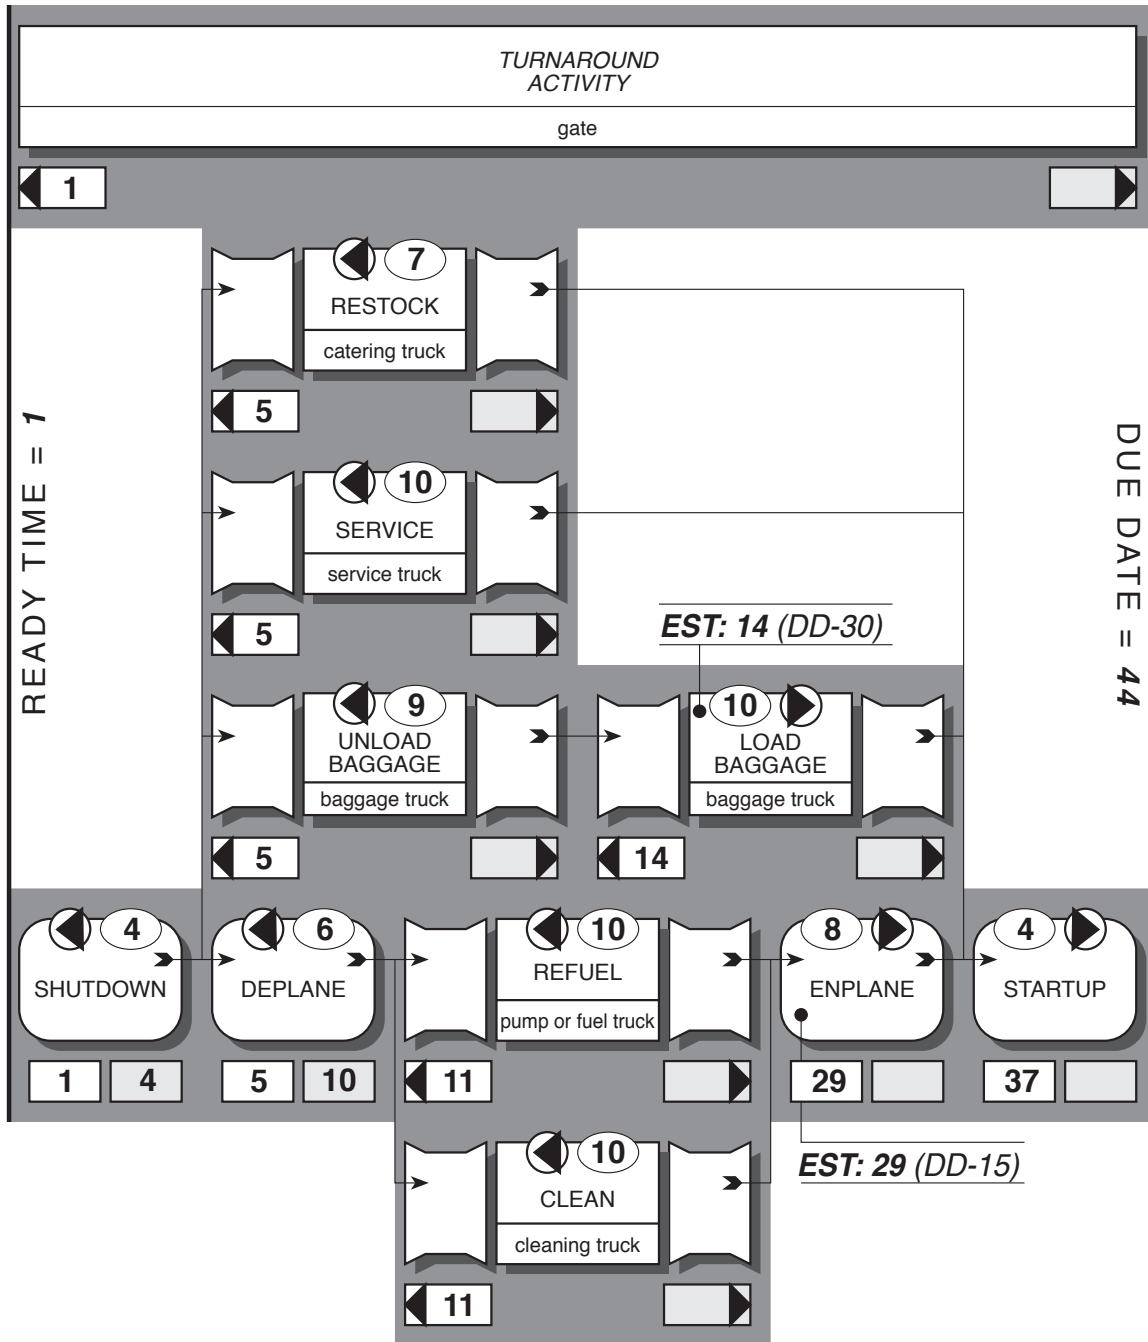 TURNAROUND
ACTIVITY
gate
1
READY TIME = 1
DUE DATE = 44
7
RESTOCK
catering truck
5
10
SERVICE
service truck
5
EST: 14 (DD-30)
9
UNLOAD
BAGGAGE
baggage truck
5
10
LOAD
BAGGAGE
baggage truck
14
4
SHUTDOWN
1 4
6
DEPLANE
5 10
10
REFUEL
pump or fuel truck
11
8
ENPLANE
29
4
STARTUP
37
EST: 29 (DD-15)
10
CLEAN
cleaning truck
11